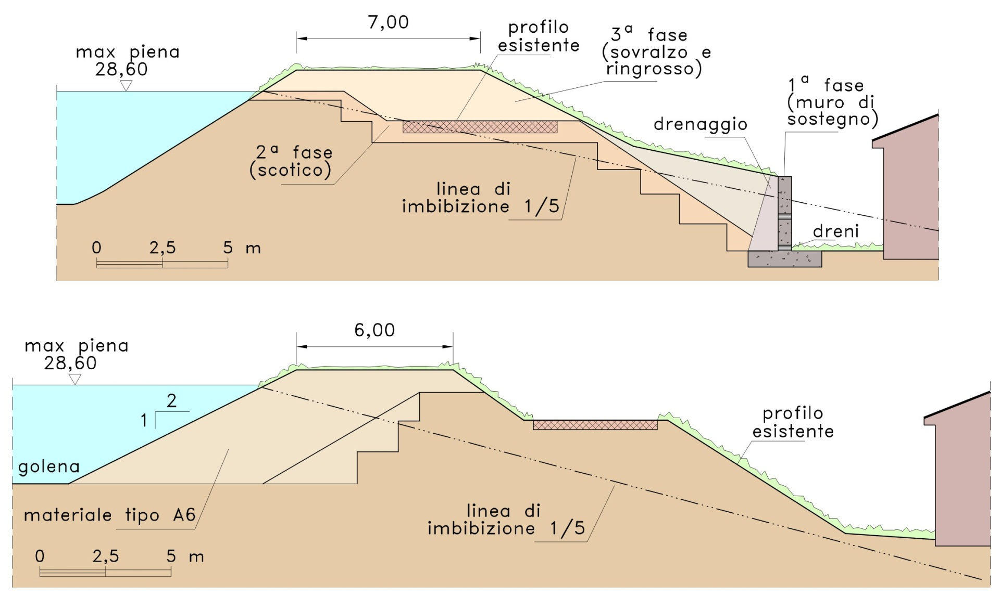 7,00
max piena
28,60
profilo
esistente
3ª fase
(sovralzo e
ringrosso)
1ª fase
(muro di
sostegno)
drenaggio
2ª fase
(scotico)
linea di
imbibizione 1/5
dreni
0 2,5 5 m
6,00
max piena
28,60
2
1
profilo
esistente
golena
materiale tipo A6
linea di
imbibizione 1/5
0 2,5 5 m